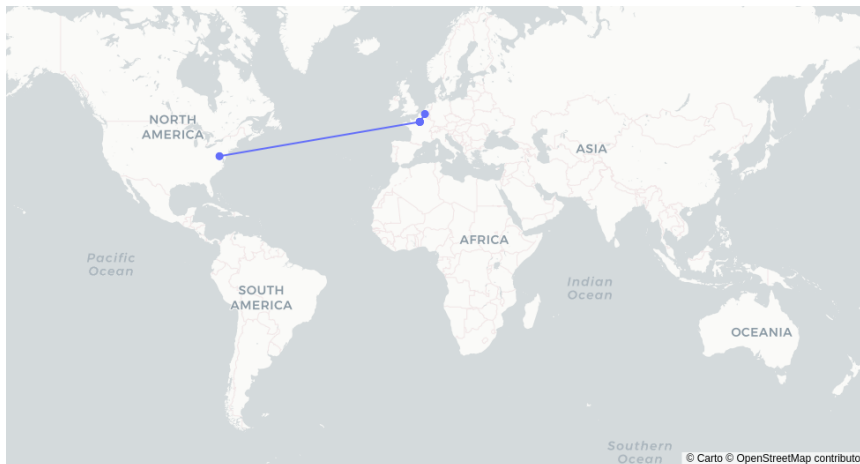 NORTH
AMERICA
ASIA
AFRICA
Pacific
Ocean
Indian
Ocean
SOUTH
AMERICA
OCEANIA
Southern
Ocean
© Carto © OpenStreetMap contributo